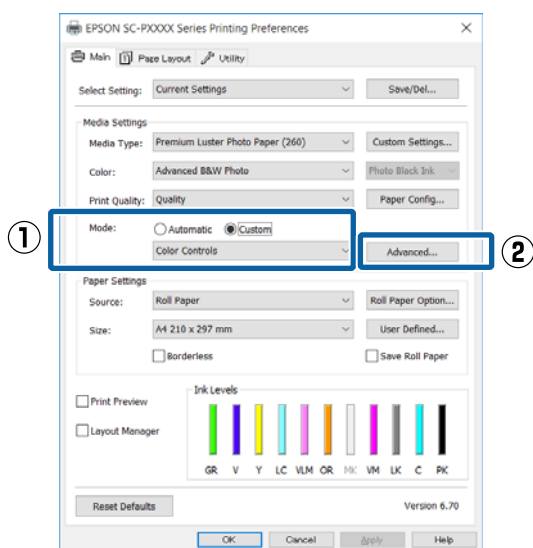 EPSON SC-PXXXX Series Printing Preferences
Main Page Layout Utility
Select Setting: Current Settings Save/Del...
Media Settings
Media Type: Premium Luster Photo Paper (260) Custom Settings...
Color: Advanced B&W Photo Photo Black Ink
Print Quality: Quality Paper Config...
① Mode: Automatic Custom
Color Controls Advanced... ②
Paper Settings
Source: Roll Paper Roll Paper Option...
Size: A4 210 x 297 mm User Defined...
Borderless Save Roll Paper
Print Preview
Layout Manager
Ink Levels
GR V Y LC VLM OR MK VM LK C PK
Reset Defaults Version 6.70
OK Cancel Apply Help